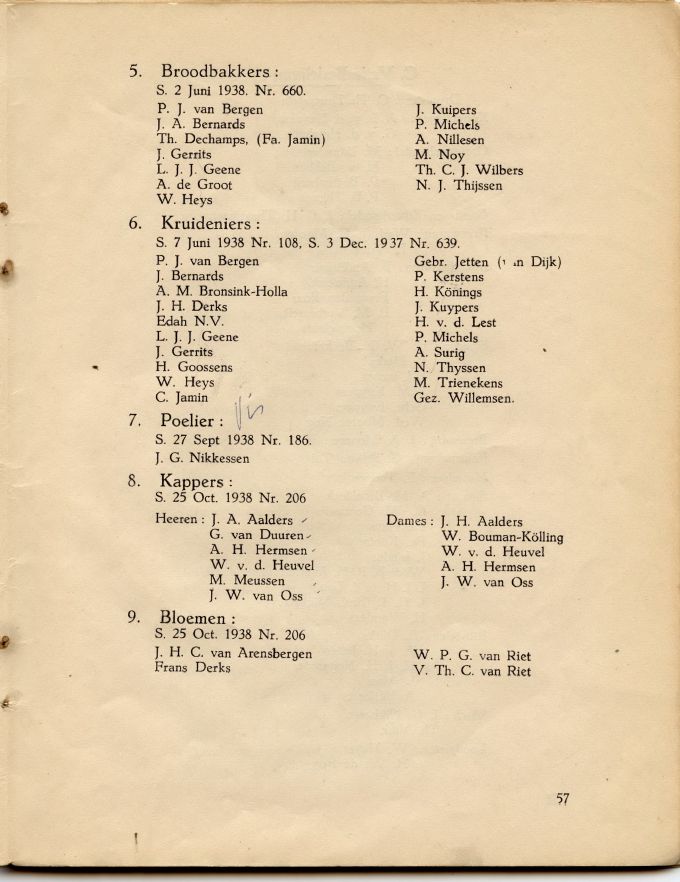 5. Broodbakkers :
S. 2 Juni 1938. Nr. 660.
P. J. van Bergen
J. A. Bernards
Th. Dechamps, (Fa. Jamin)
J. Gerrits
L. J. J. Geene
A. de Groot
W. Heys
J. Kuipers
P. Michels
A. Nillesen
M. Noy
Th. C. J. Wilbers
N. J. Thijssen
6. Kruideniers :
S. 7 Juni 1938 Nr. 108, S. 3 Dec. 1937 Nr. 639.
P. J. van Bergen
J. Bernards
A. M. Bronsink-Holla
J. H. Derks
Edah N.V.
L. J. J. Geene
J. Gerrits
H. Goossens
W. Heys
C. Jamin
Gebr. Jetten ( Dijk)
P. Kerstens
H. Könings
J. Kuypers
H. v. d. Lest
P. Michels
A. Surig
N. Thyssen
M. Trienekens
Gez. Willemsen.
7. Poelier : Vis
S. 27 Sept 1938 Nr. 186.
J. G. Nikkessen
8. Kappers :
S. 25 Oct. 1938 Nr. 206
Heeren : J. A. Aalders
G. van Duuren
A. H. Hermsen
W. v. d. Heuvel
M. Meussen
J. W. van Oss
Dames : J. H. Aalders
W. Bouman-Kölling
W. v. d. Heuvel
A. H. Hermsen
J. W. van Oss
9. Bloemen :
S. 25 Oct. 1938 Nr. 206
J. H. C. van Arensbergen
Frans Derks
W. P. G. van Riet
V. Th. C. van Riet
57